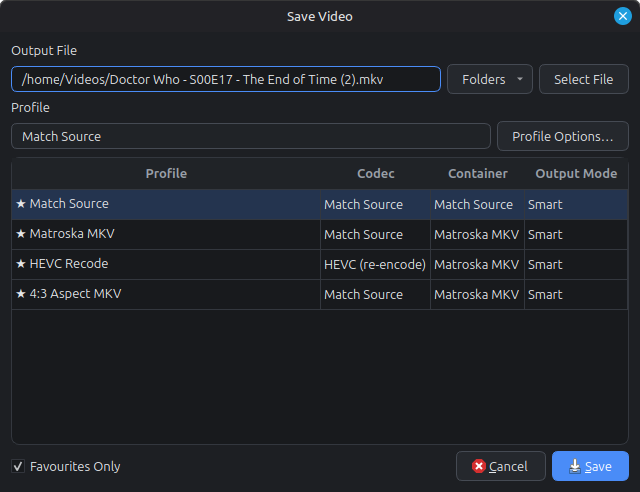 Save Video
Output File
/home/Videos/Doctor Who - S00E17 - The End of Time (2).mkv
Folders
Select File
Profile
Match Source
Profile Options...
Profile Codec Container Output Mode
★ Match Source Match Source Match Source Smart
★ Matroska MKV Match Source Matroska MKV Smart
★ HEVC Recode HEVC (re-encode) Matroska MKV Smart
★ 4:3 Aspect MKV Match Source Matroska MKV Smart
Favourites Only
Cancel
Save